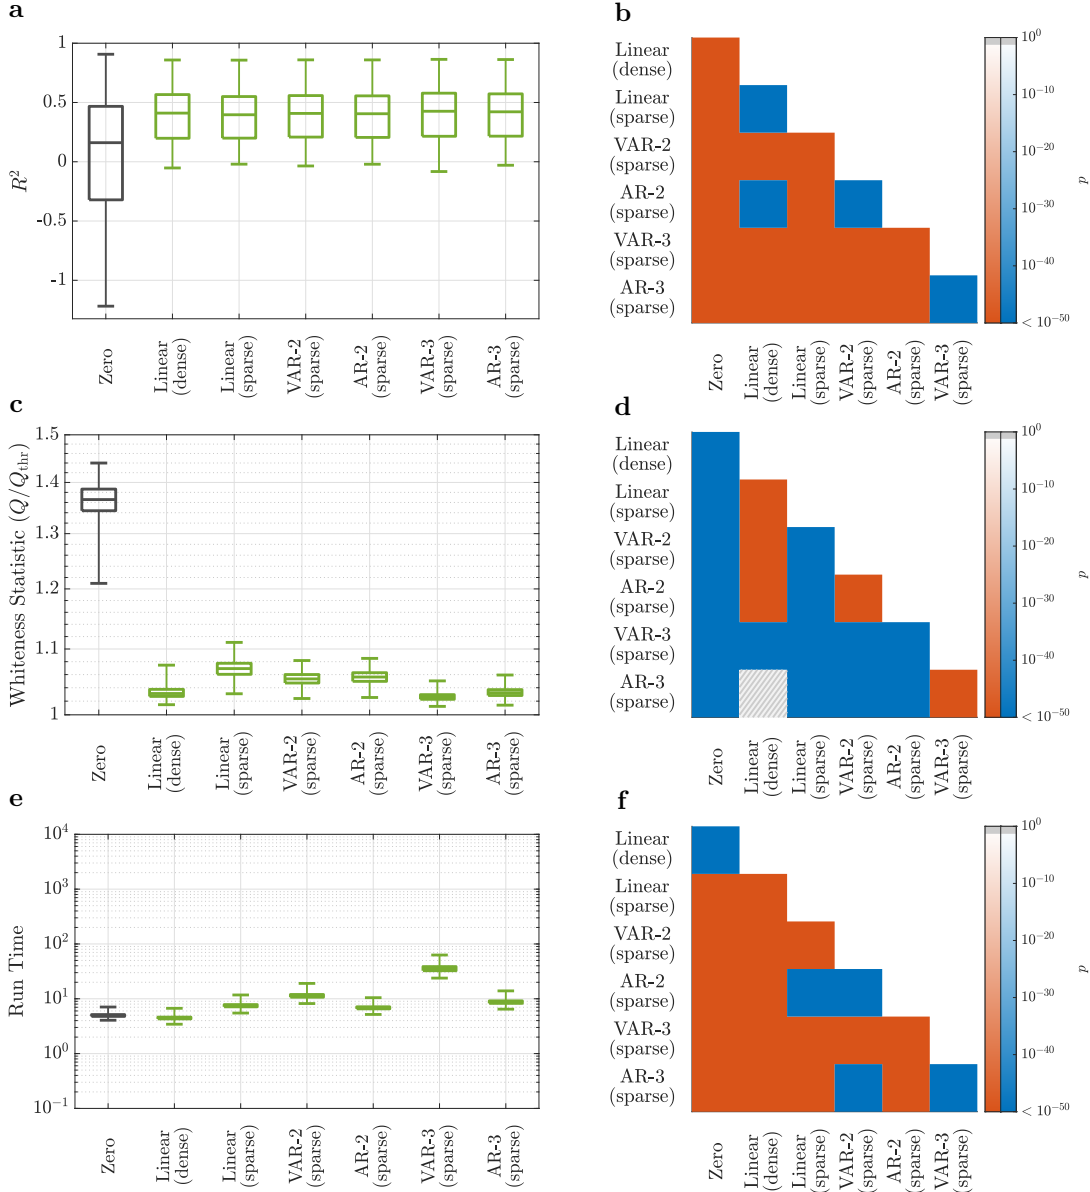 a
1
0.5
0
-0.5
-1
R²
Zero
Linear
(dense)
Linear
(sparse)
VAR-2
(sparse)
AR-2
(sparse)
VAR-3
(sparse)
AR-3
(sparse)
b
Linear
(dense)
Linear
(sparse)
VAR-2
(sparse)
AR-2
(sparse)
VAR-3
(sparse)
AR-3
(sparse)
Zero
Linear
(dense)
Linear
(sparse)
VAR-2
(sparse)
AR-2
(sparse)
VAR-3
(sparse)
10⁰
10⁻¹⁰
10⁻²⁰
10⁻³⁰
10⁻⁴⁰
< 10⁻⁵⁰
p
c
1.5
1.4
1.3
1.2
1.1
1
Whiteness Statistic (Q/Qthr)
Zero
Linear
(dense)
Linear
(sparse)
VAR-2
(sparse)
AR-2
(sparse)
VAR-3
(sparse)
AR-3
(sparse)
d
Linear
(dense)
Linear
(sparse)
VAR-2
(sparse)
AR-2
(sparse)
VAR-3
(sparse)
AR-3
(sparse)
Zero
Linear
(dense)
Linear
(sparse)
VAR-2
(sparse)
AR-2
(sparse)
VAR-3
(sparse)
10⁰
10⁻¹⁰
10⁻²⁰
10⁻³⁰
10⁻⁴⁰
< 10⁻⁵⁰
p
e
10⁴
10³
10²
10¹
10⁰
10⁻¹
Run Time
Zero
Linear
(dense)
Linear
(sparse)
VAR-2
(sparse)
AR-2
(sparse)
VAR-3
(sparse)
AR-3
(sparse)
f
Linear
(dense)
Linear
(sparse)
VAR-2
(sparse)
AR-2
(sparse)
VAR-3
(sparse)
AR-3
(sparse)
Zero
Linear
(dense)
Linear
(sparse)
VAR-2
(sparse)
AR-2
(sparse)
VAR-3
(sparse)
10⁰
10⁻¹⁰
10⁻²⁰
10⁻³⁰
10⁻⁴⁰
< 10⁻⁵⁰
p